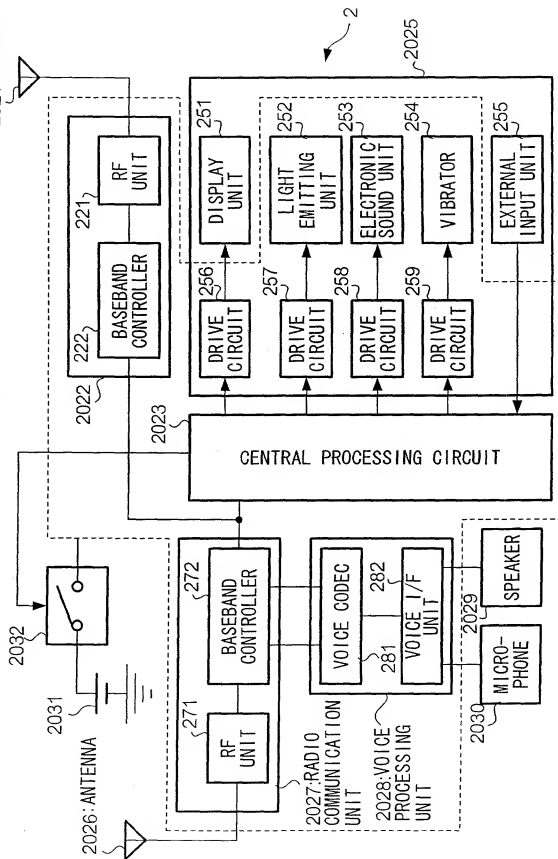 2
2025
251
DISPLAY
UNIT
252
LIGHT
EMITTING
UNIT
253
ELECTRONIC
SOUND UNIT
254
VIBRATOR
255
EXTERNAL
INPUT UNIT
256
DRIVE
CIRCUIT
257
DRIVE
CIRCUIT
258
DRIVE
CIRCUIT
259
DRIVE
CIRCUIT
221
RF
UNIT
222
BASEBAND
CONTROLLER
2022
2023
CENTRAL PROCESSING CIRCUIT
2032
2031
272
BASEBAND
CONTROLLER
271
RF
UNIT
2026:ANTENNA
2027:RADIO
COMMUNICATION
UNIT
VOICE CODEC
281
282
VOICE I/F
UNIT
2028:VOICE
PROCESSING
UNIT
2029
SPEAKER
MICRO-
PHONE
2030